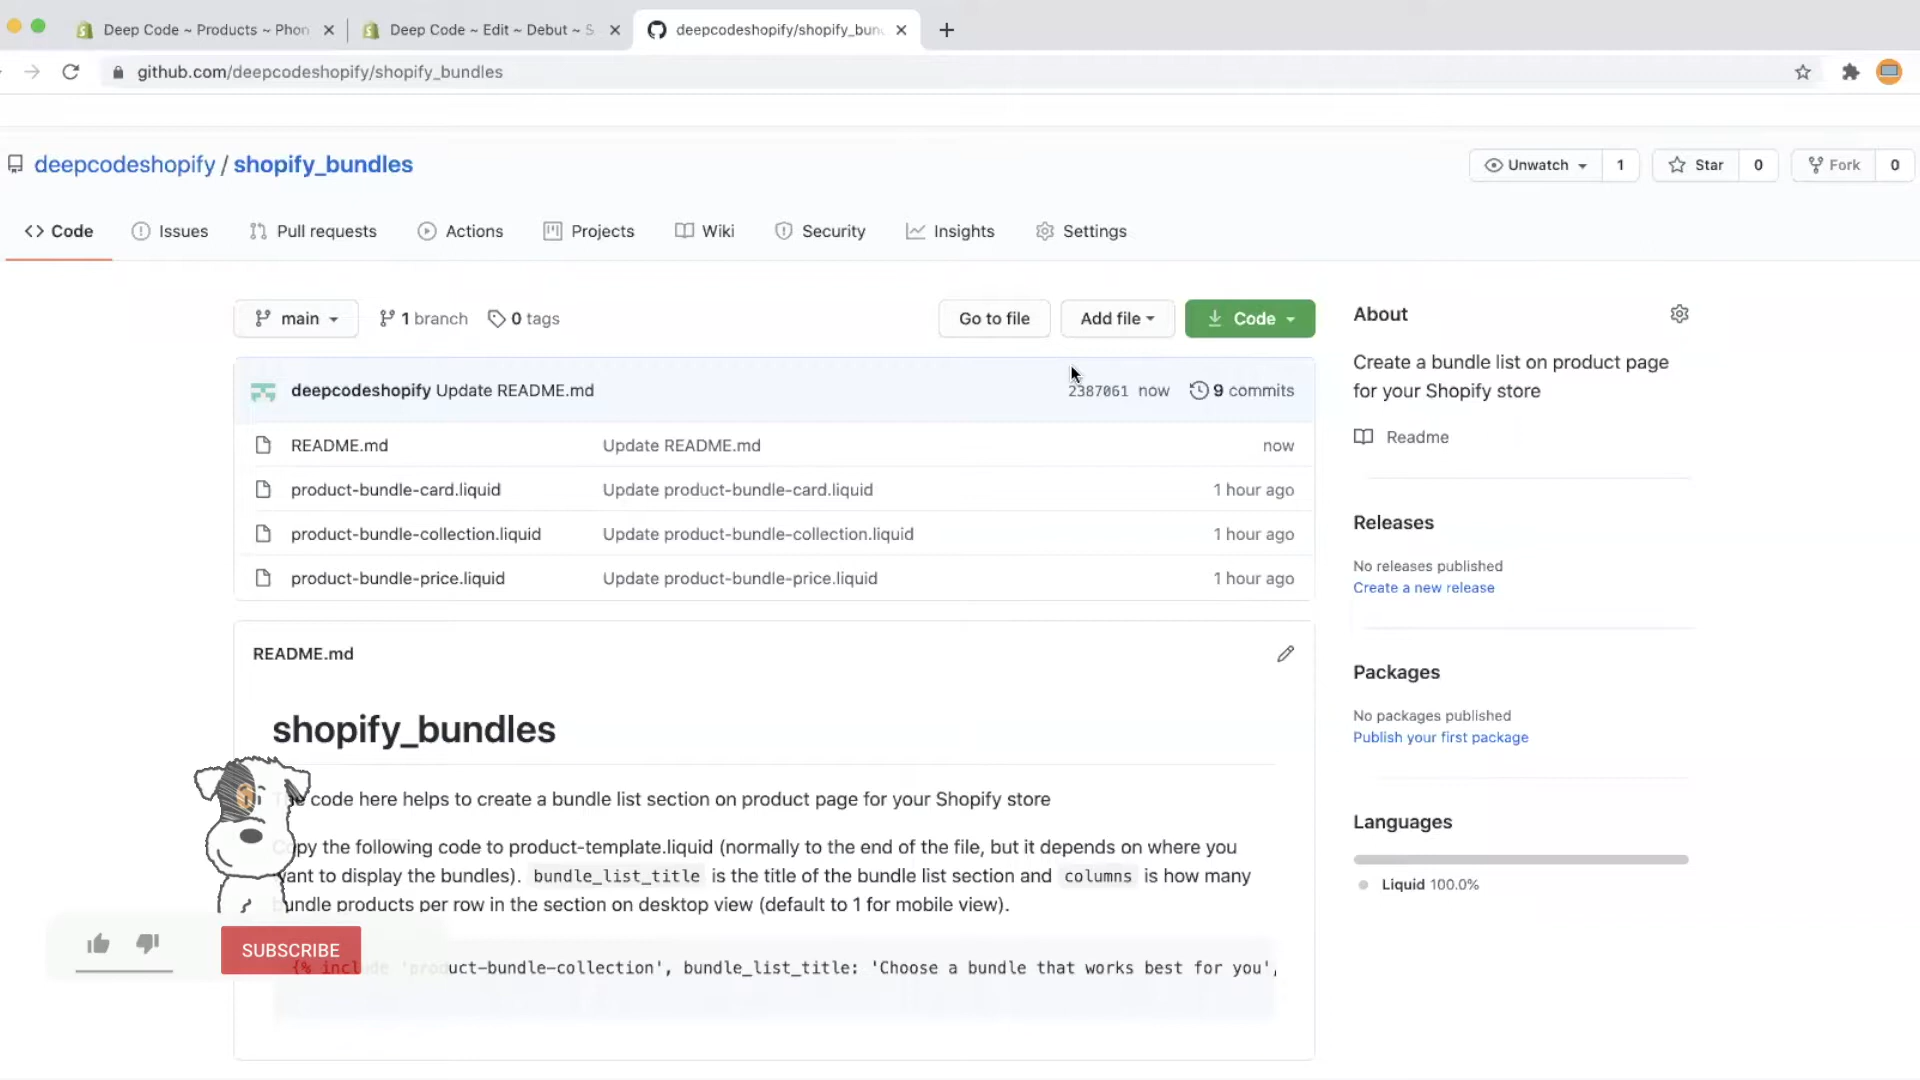 Deep Code ~ Products ~ Phon
Deep Code ~ Edit ~ Debut ~ S
deepcodeshopify/shopify_bun
github.com/deepcodeshopify/shopify_bundles
deepcodeshopify / shopify_bundles
Unwatch 1
Star 0
Fork 0
Code
Issues
Pull requests
Actions
Projects
Wiki
Security
Insights
Settings
main
1 branch
0 tags
Go to file
Add file
Code
deepcodeshopify Update README.md
2387061 now
9 commits
README.md Update README.md now
product-bundle-card.liquid Update product-bundle-card.liquid 1 hour ago
product-bundle-collection.liquid Update product-bundle-collection.liquid 1 hour ago
product-bundle-price.liquid Update product-bundle-price.liquid 1 hour ago
README.md
shopify_bundles
code here helps to create a bundle list section on product page for your Shopify store
opy the following code to product-template.liquid (normally to the end of the file, but it depends on where you
ant to display the bundles). bundle_list_title is the title of the bundle list section and columns is how many
undle products per row in the section on desktop view (default to 1 for mobile view).
{% include 'product-bundle-collection', bundle_list_title: 'Choose a bundle that works best for you',
SUBSCRIBE
About
Create a bundle list on product page
for your Shopify store
Readme
Releases
No releases published
Create a new release
Packages
No packages published
Publish your first package
Languages
Liquid 100.0%